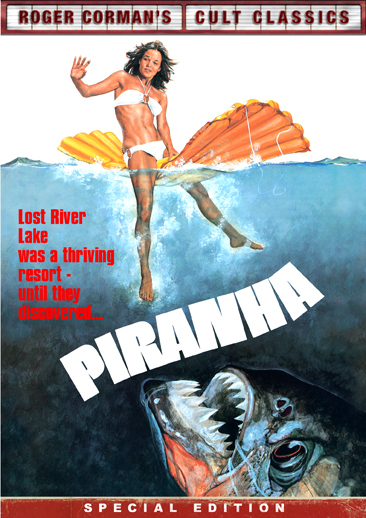 ROGER CORMAN'S CULT CLASSICS
Lost River
Lake
was a thriving
resort -
until they
discovered...
PIRANHA
SPECIAL EDITION